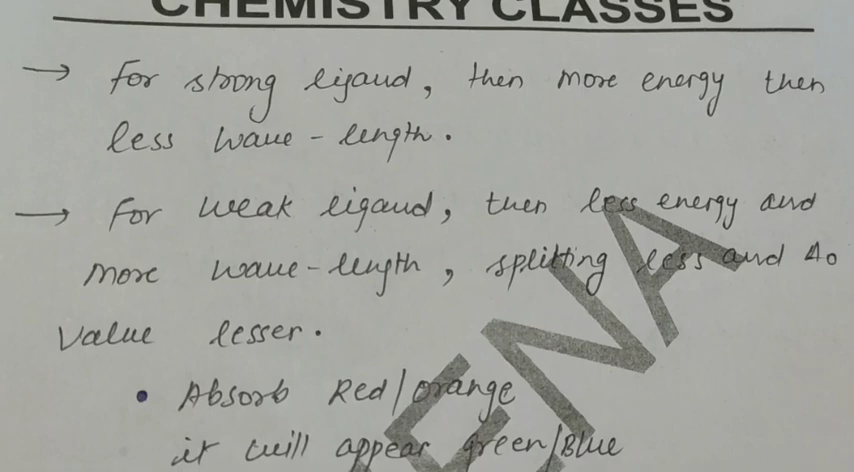 CHEMISTRY CLASSES
→ For strong ligand, then more energy then
less wave-length.
→ For weak ligand, then less energy and
more wave-length, splitting less and Δo
Value lesser.
• Absorb Red/orange
it will appear green/Blue
ENA